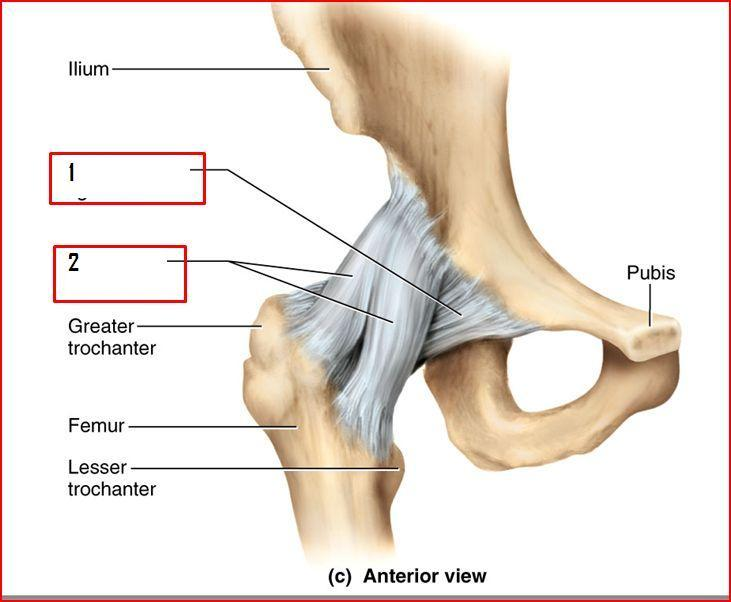 Ilium
1
2
Pubis
Greater
trochanter
Femur
Lesser
trochanter
(c) Anterior view